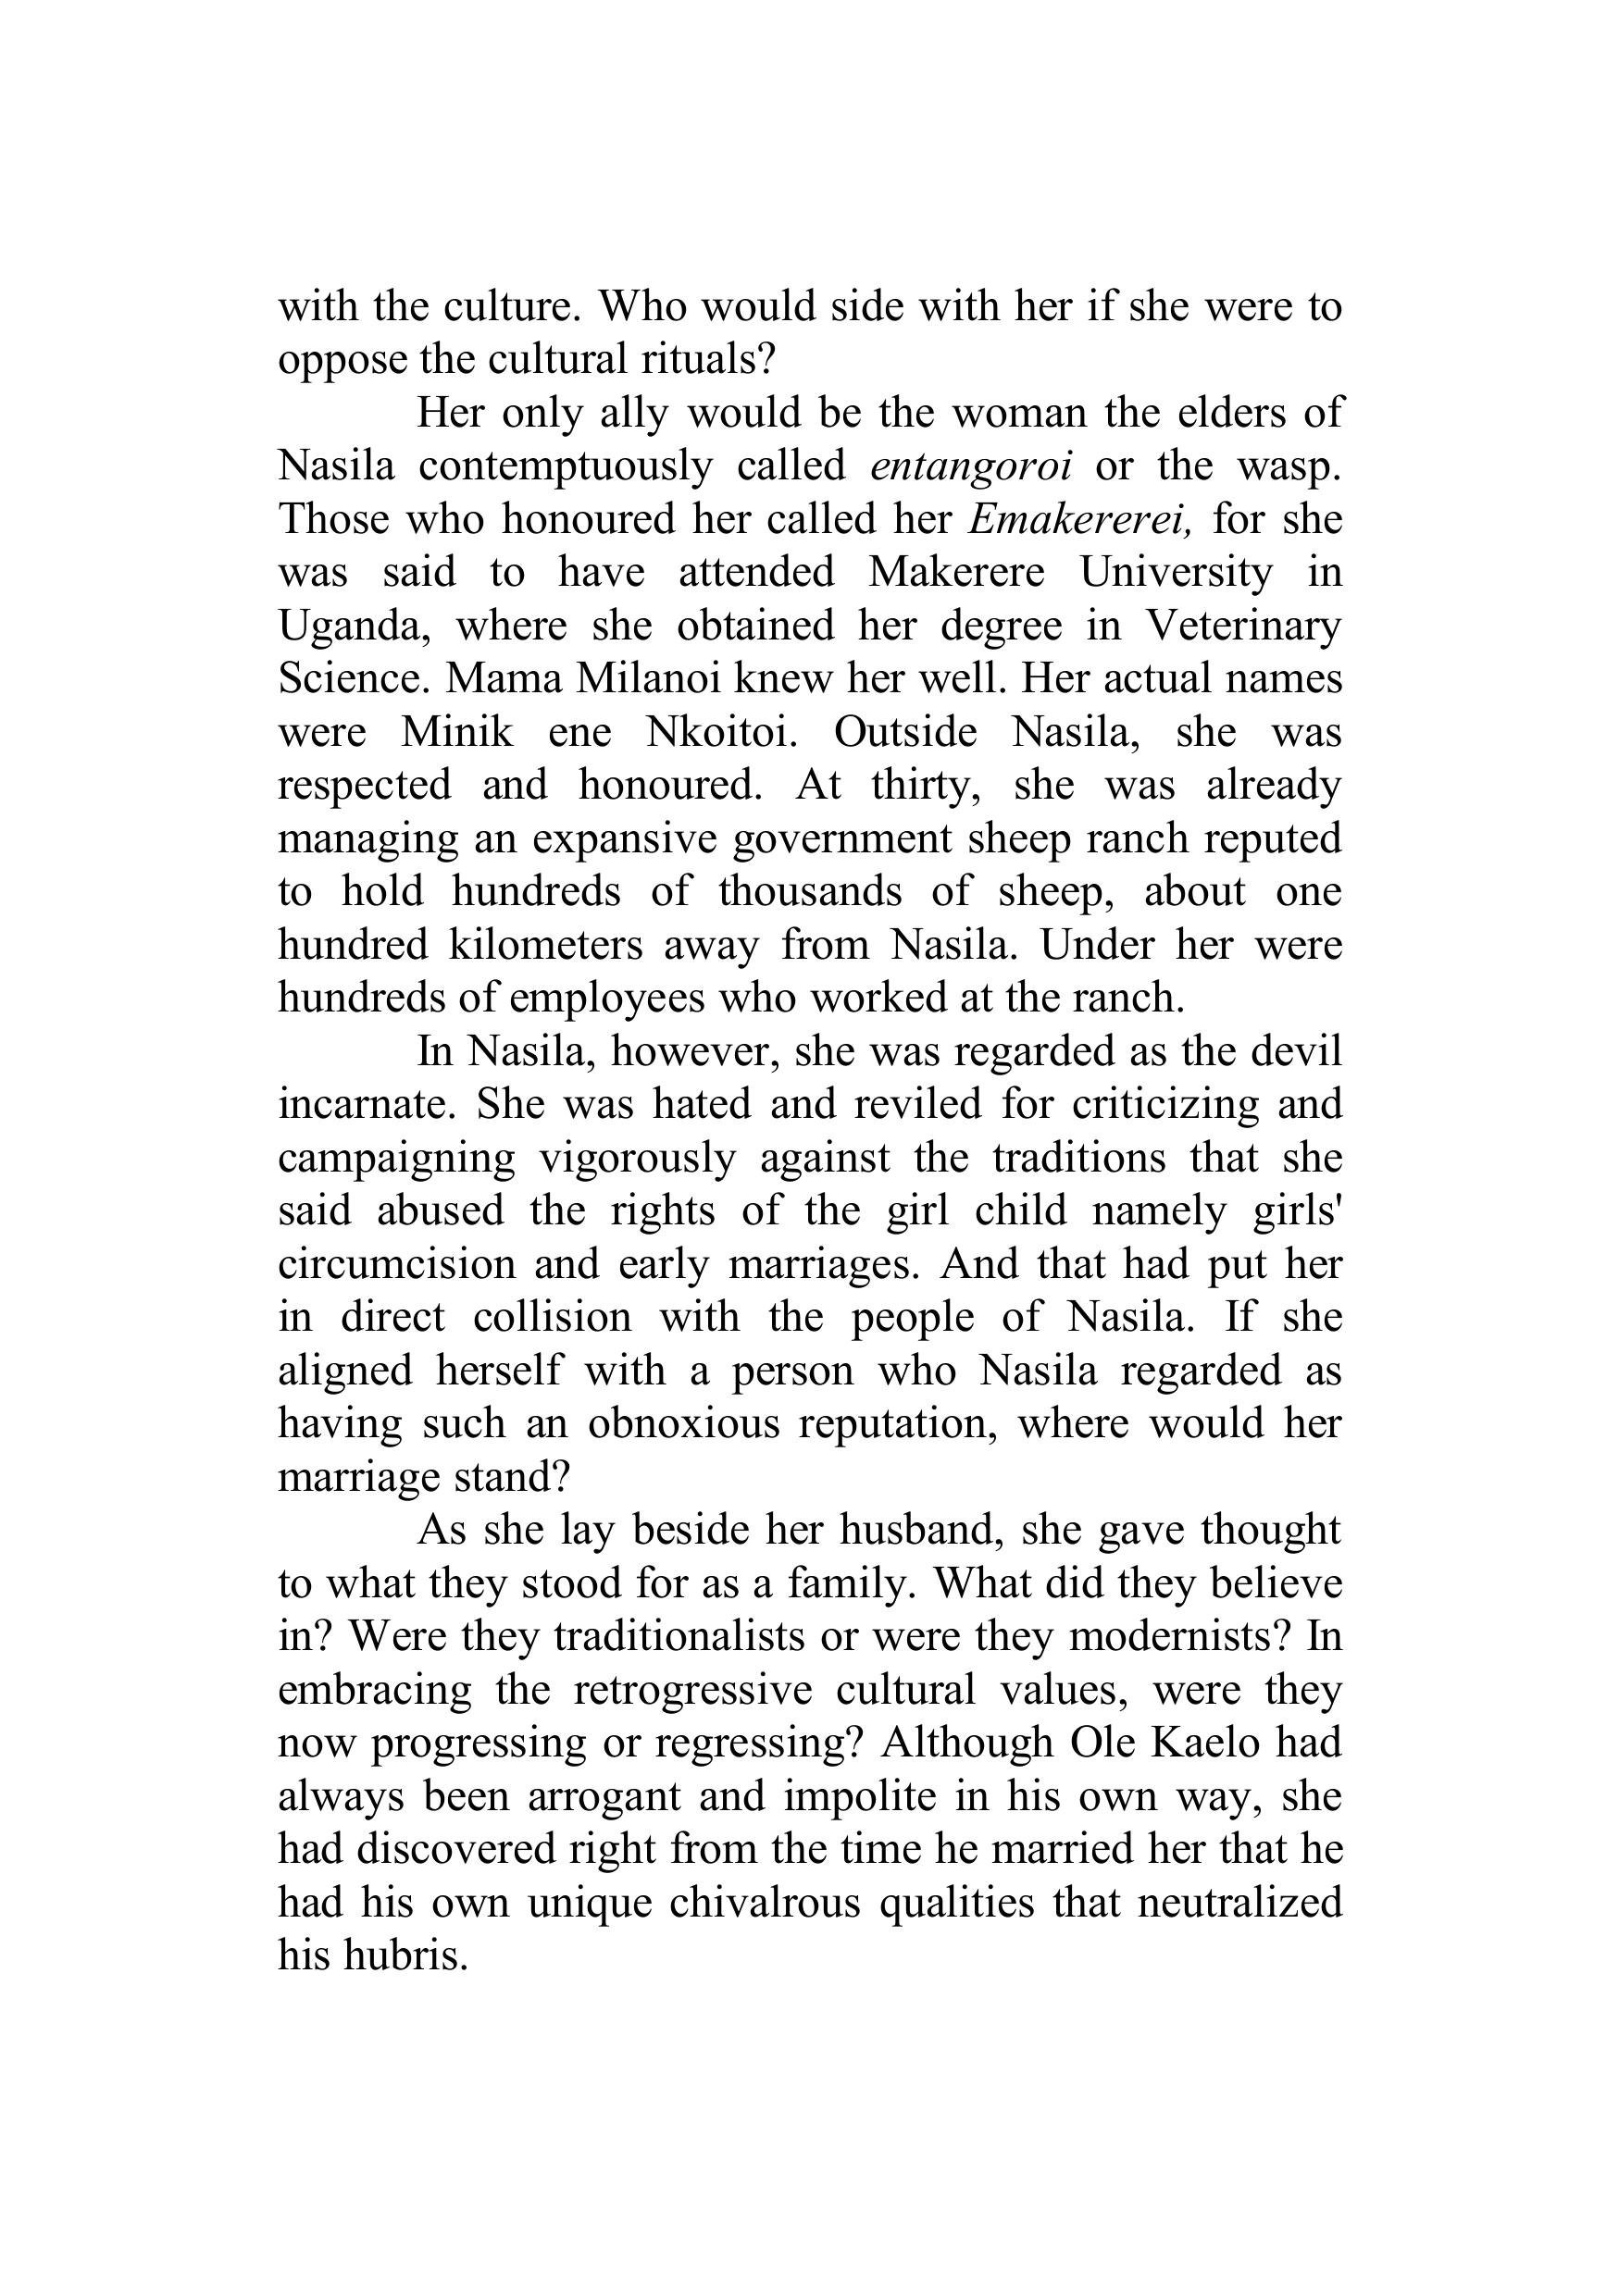 with the culture. Who would side with her if she were to
oppose the cultural rituals?
Her only ally would be the woman the elders of
Nasila contemptuously called entangoroi or the wasp.
Those who honoured her called her Emakererei, for she
was said to have attended Makerere University in
Uganda, where she obtained her degree in Veterinary
Science. Mama Milanoi knew her well. Her actual names
were Minik ene Nkoitoi. Outside Nasila, she was
respected and honoured. At thirty, she was already
managing an expansive government sheep ranch reputed
to hold hundreds of thousands of sheep, about one
hundred kilometers away from Nasila. Under her were
hundreds of employees who worked at the ranch.
In Nasila, however, she was regarded as the devil
incarnate. She was hated and reviled for criticizing and
campaigning vigorously against the traditions that she
said abused the rights of the girl child namely girls'
circumcision and early marriages. And that had put her
in direct collision with the people of Nasila. If she
aligned herself with a person who Nasila regarded as
having such an obnoxious reputation, where would her
marriage stand?
As she lay beside her husband, she gave thought
to what they stood for as a family. What did they believe
in? Were they traditionalists or were they modernists? In
embracing the retrogressive cultural values, were they
now progressing or regressing? Although Ole Kaelo had
always been arrogant and impolite in his own way, she
had discovered right from the time he married her that he
had his own unique chivalrous qualities that neutralized
his hubris.